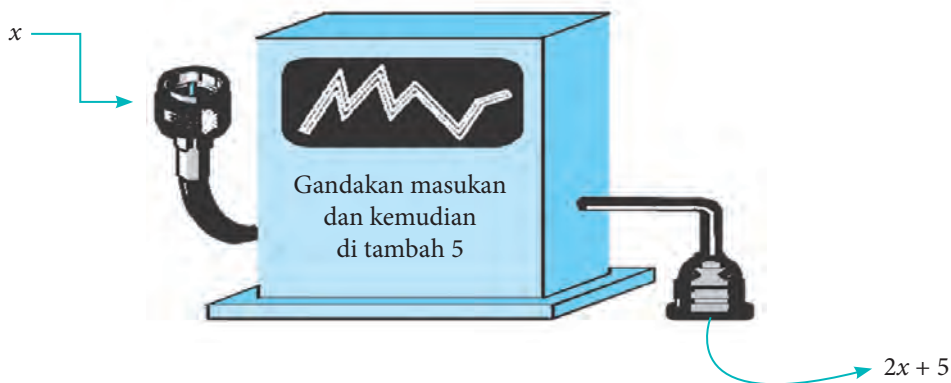 x
Gandakan masukan
dan kemudian
di tambah 5
2x + 5